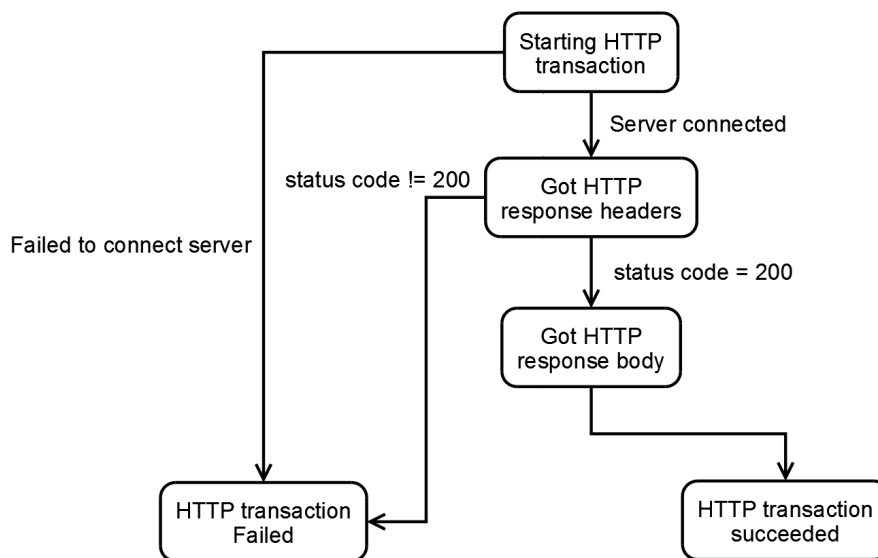 Starting HTTP
transaction
Server connected
status code != 200
Got HTTP
response headers
Failed to connect server
status code = 200
Got HTTP
response body
HTTP transaction
Failed
HTTP transaction
succeeded